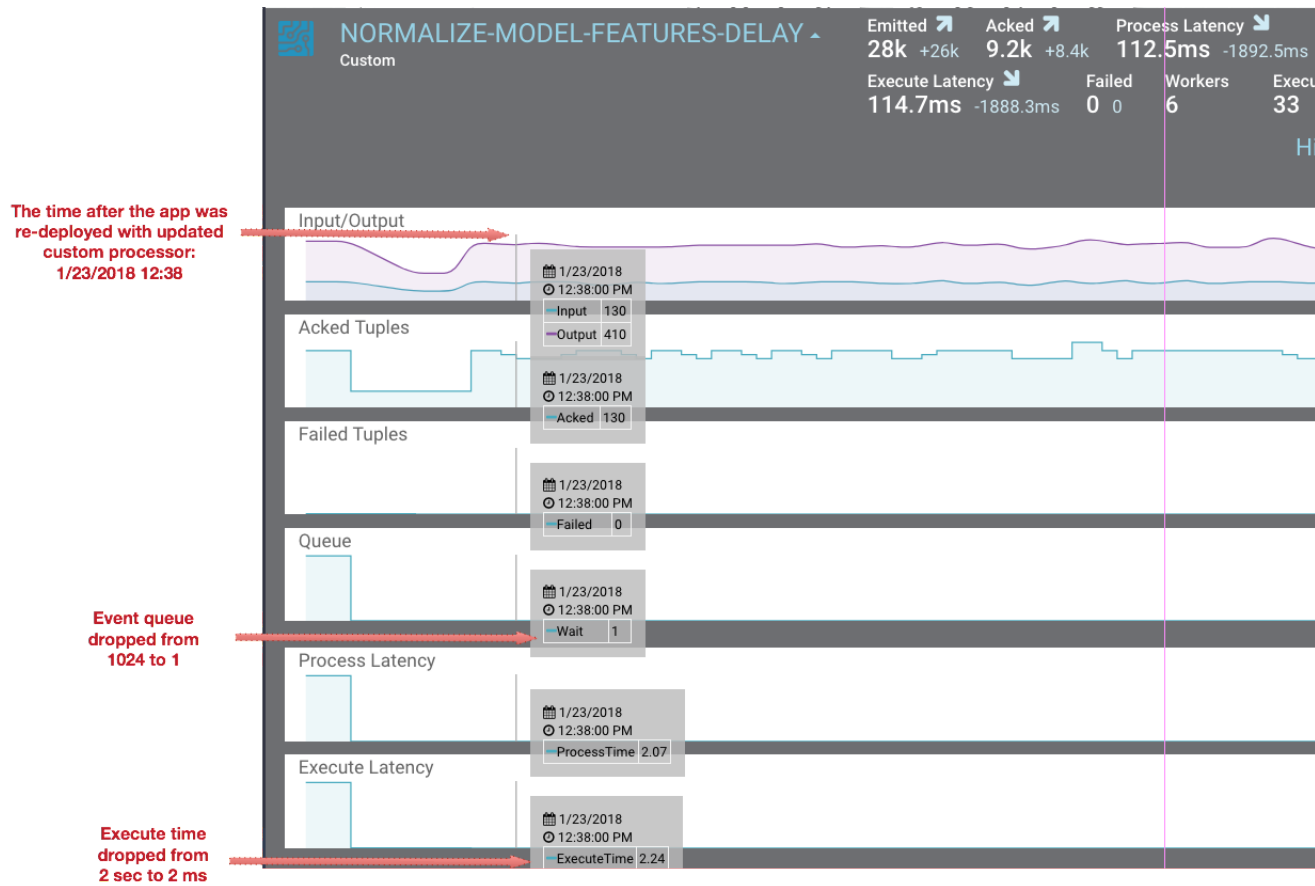 NORMALIZE-MODEL-FEATURES-DELAY
Custom
Emitted Acked Process Latency
28k +26k 9.2k +8.4k 112.5ms -1892.5ms
Execute Latency Failed Workers Execu
114.7ms -1888.3ms 0 0 6 33
Hi
The time after the app was
re-deployed with updated
custom processor:
1/23/2018 12:38
Input/Output
1/23/2018
12:38:00 PM
Input 130
Output 410
Acked Tuples
1/23/2018
12:38:00 PM
Acked 130
Failed Tuples
1/23/2018
12:38:00 PM
Failed 0
Queue
1/23/2018
12:38:00 PM
Wait 1
Event queue
dropped from
1024 to 1
Process Latency
1/23/2018
12:38:00 PM
ProcessTime 2.07
Execute Latency
1/23/2018
12:38:00 PM
ExecuteTime 2.24
Execute time
dropped from
2 sec to 2 ms